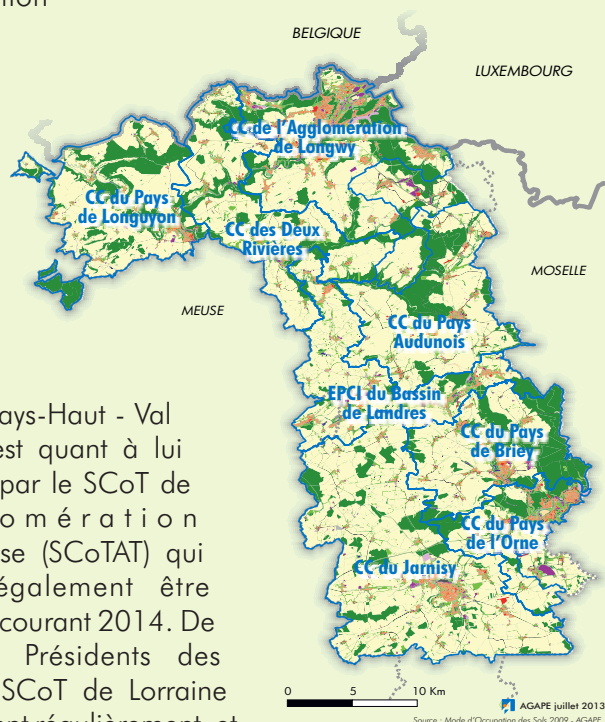 tion
BELGIQUE
LUXEMBOURG
CC de l'Agglomération
de Longwy
CC du Pays
de Longuyon
CC des Deux
Rivières
MOSELLE
MEUSE
CC du Pays
Audunois
EPCI du Bassin
de Landres
CC du Pays
de Briey
CC du Pays
de l'Orne
CC du Jarnisy
ays-Haut - Val
est quant à lui
par le SCoT de
omération
se (SCoTAT) qui
également être
courant 2014. De
Présidents des
SCoT de Lorraine
nt régulièrement et
0 5 10 Km
AGAPE juillet 2013
Source : Mode d'Occupation des Sols 2009 - AGAPE